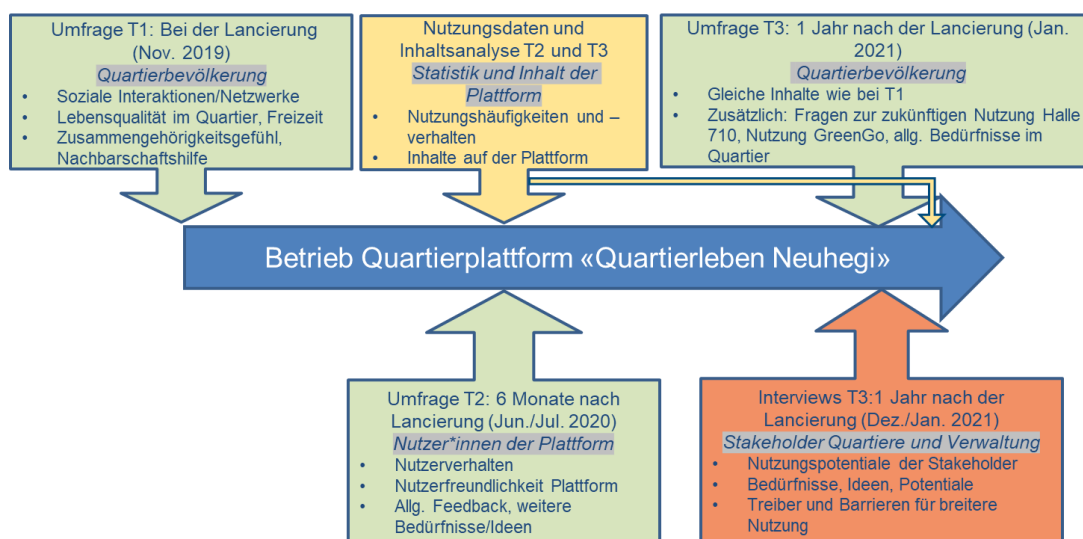 Umfrage T1: Bei der Lancierung
(Nov. 2019)
Quartierbevölkerung
• Soziale Interaktionen/Netzwerke
• Lebensqualität im Quartier, Freizeit
• Zusammengehörigkeitsgefühl,
Nachbarschaftshilfe
Nutzungsdaten und
Inhaltsanalyse T2 und T3
Statistik und Inhalt der
Plattform
• Nutzungshäufigkeiten und –
verhalten
• Inhalte auf der Plattform
Umfrage T3: 1 Jahr nach der Lancierung (Jan.
2021)
Quartierbevölkerung
• Gleiche Inhalte wie bei T1
• Zusätzlich: Fragen zur zukünftigen Nutzung Halle
710, Nutzung GreenGo, allg. Bedürfnisse im
Quartier
Betrieb Quartierplattform «Quartierleben Neuhegi»
Umfrage T2: 6 Monate nach
Lancierung (Jun./Jul. 2020)
Nutzer*innen der Plattform
• Nutzerverhalten
• Nutzerfreundlichkeit Plattform
• Allg. Feedback, weitere
Bedürfnisse/Ideen
Interviews T3:1 Jahr nach der
Lancierung (Dez./Jan. 2021)
Stakeholder Quartiere und Verwaltung
• Nutzungspotentiale der Stakeholder
• Bedürfnisse, Ideen, Potentiale
• Treiber und Barrieren für breitere
Nutzung